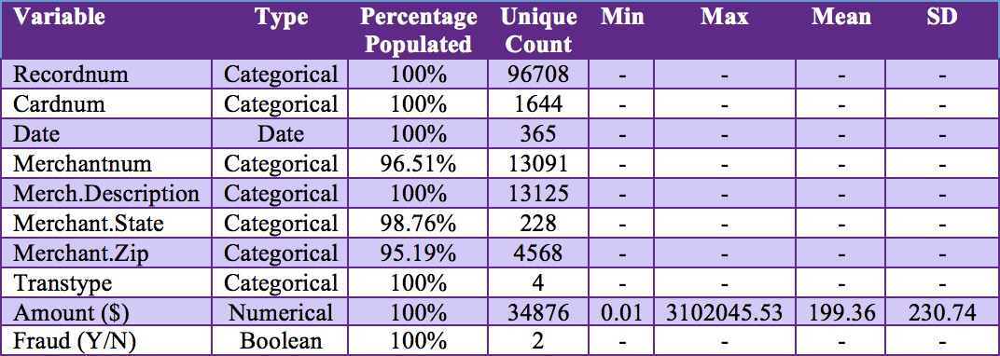 Variable Type Percentage Populated Unique Count Min Max Mean SD
Recordnum Categorical 100% 96708 - - - -
Cardnum Categorical 100% 1644 - - - -
Date Date 100% 365 - - - -
Merchantnum Categorical 96.51% 13091 - - - -
Merch.Description Categorical 100% 13125 - - - -
Merchant.State Categorical 98.76% 228 - - - -
Merchant.Zip Categorical 95.19% 4568 - - - -
Transtype Categorical 100% 4 - - - -
Amount ($) Numerical 100% 34876 0.01 3102045.53 199.36 230.74
Fraud (Y/N) Boolean 100% 2 - - - -